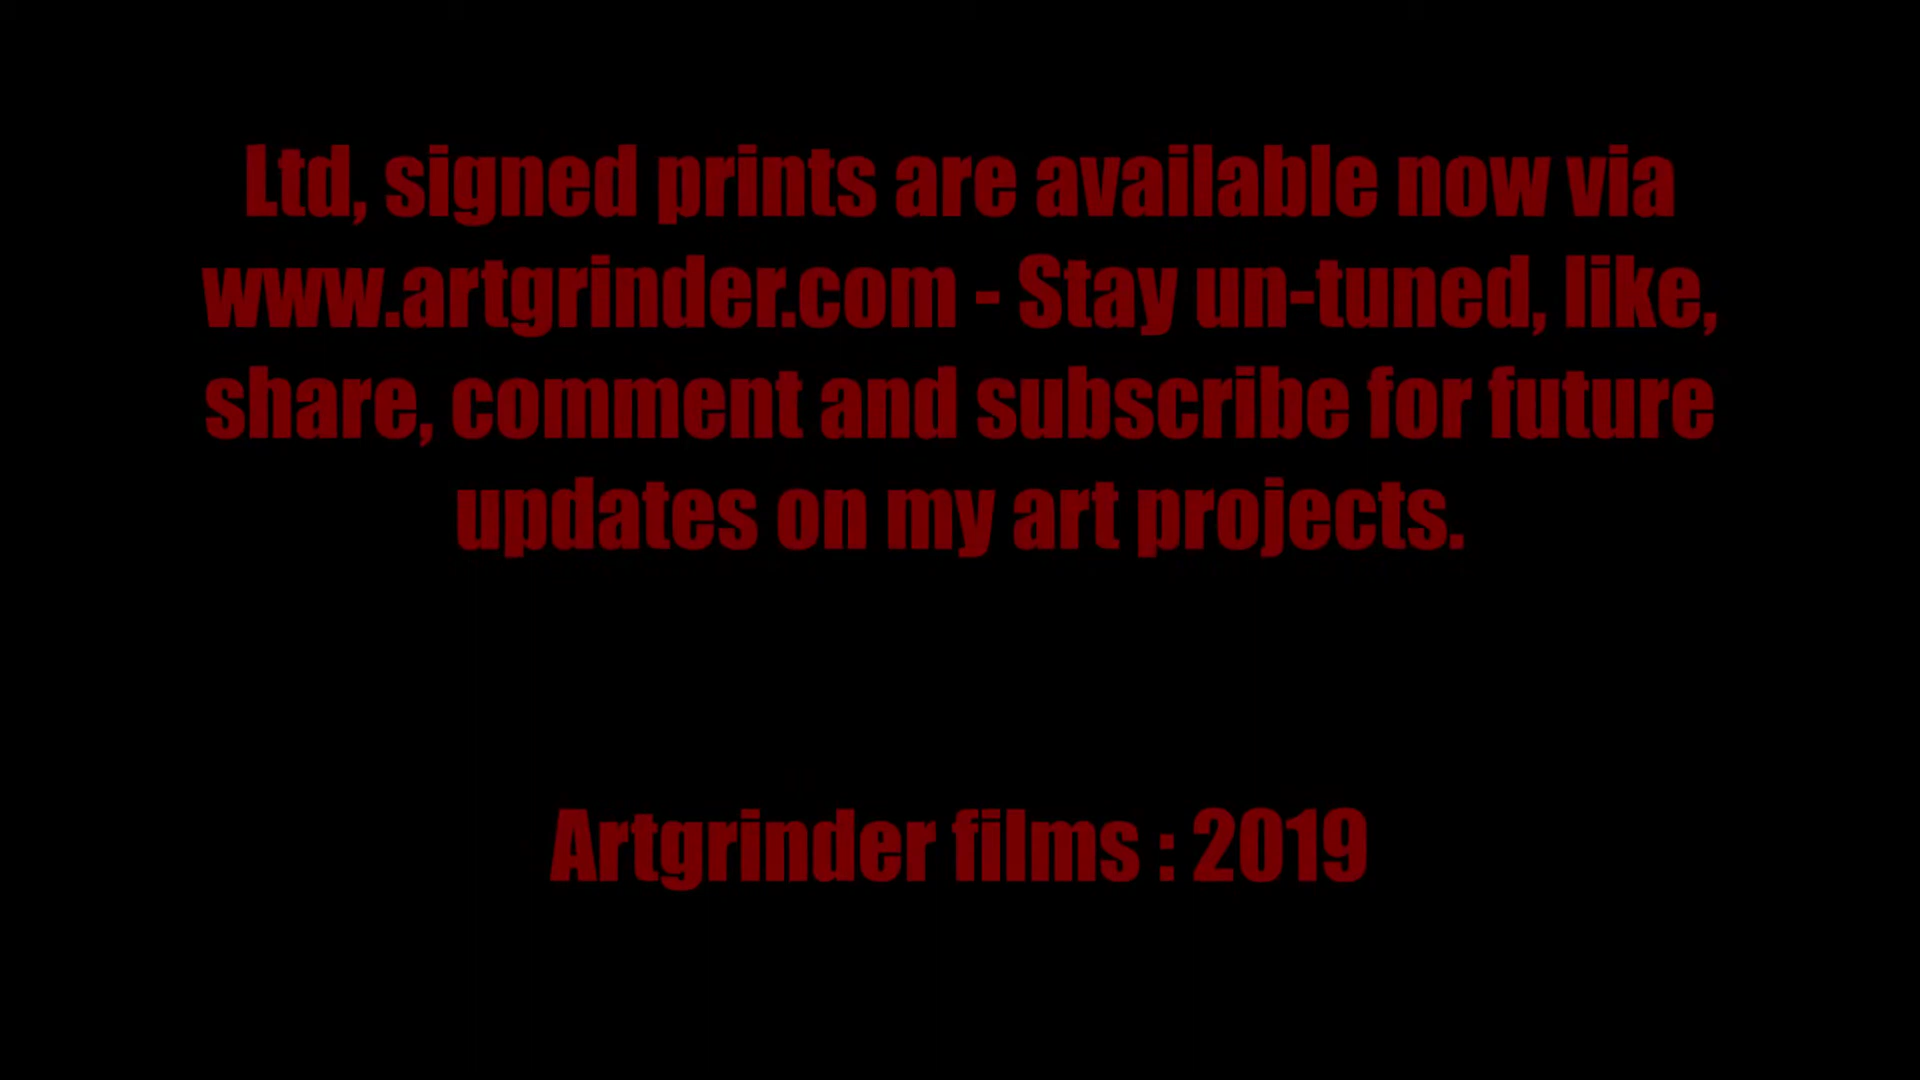 Ltd, signed prints are available now via
www.artgrinder.com - Stay un-tuned, like,
share, comment and subscribe for future
updates on my art projects.
Artgrinder films : 2019